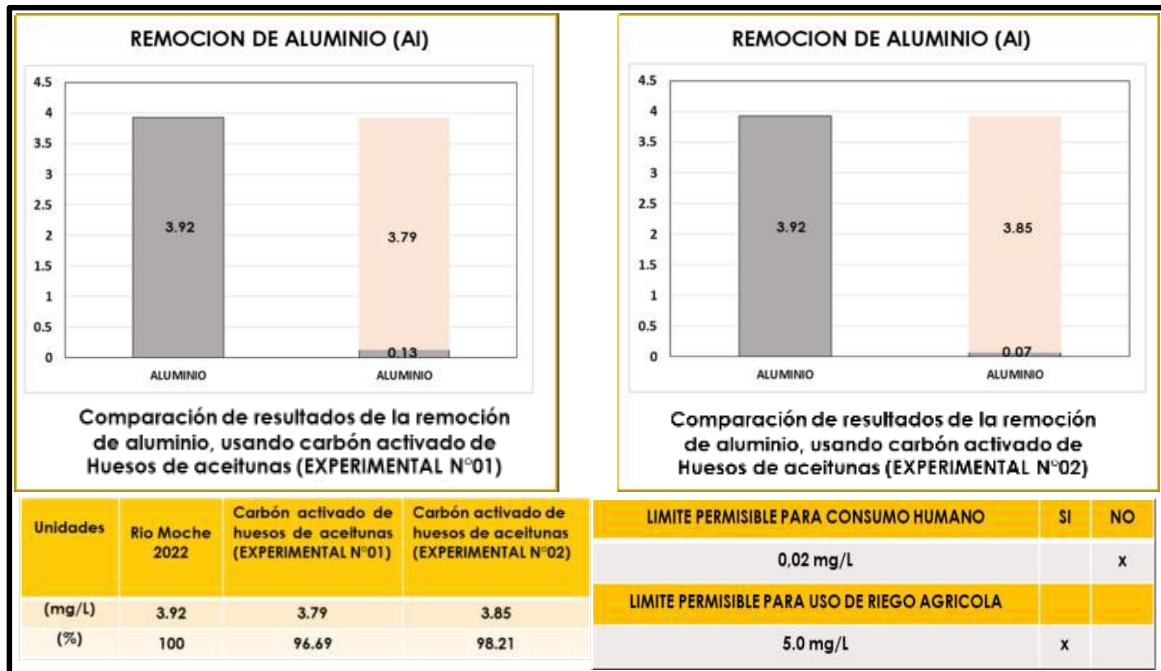 REMOCION DE ALUMINIO (Al)
4.5
4
3.5
3
2.5
2
1.5
1
0.5
0
3.92
3.79
0.13
ALUMINIO
ALUMINIO
Comparación de resultados de la remoción
de aluminio, usando carbón activado de
Huesos de aceitunas (EXPERIMENTAL N°01)
REMOCION DE ALUMINIO (Al)
4.5
4
3.5
3
2.5
2
1.5
1
0.5
0
3.92
3.85
0.07
ALUMINIO
ALUMINIO
Comparación de resultados de la remoción
de aluminio, usando carbón activado de
Huesos de aceitunas (EXPERIMENTAL N°02)
Unidades
Rio Moche
2022
Carbón activado de
huesos de aceitunas
(EXPERIMENTAL N°01)
Carbón activado de
huesos de aceitunas
(EXPERIMENTAL N°02)
(mg/L) 3.92 3.79 3.85
(%) 100 96.69 98.21
LIMITE PERMISIBLE PARA CONSUMO HUMANO SI NO
0,02 mg/L x
LIMITE PERMISIBLE PARA USO DE RIEGO AGRICOLA
5.0 mg/L x